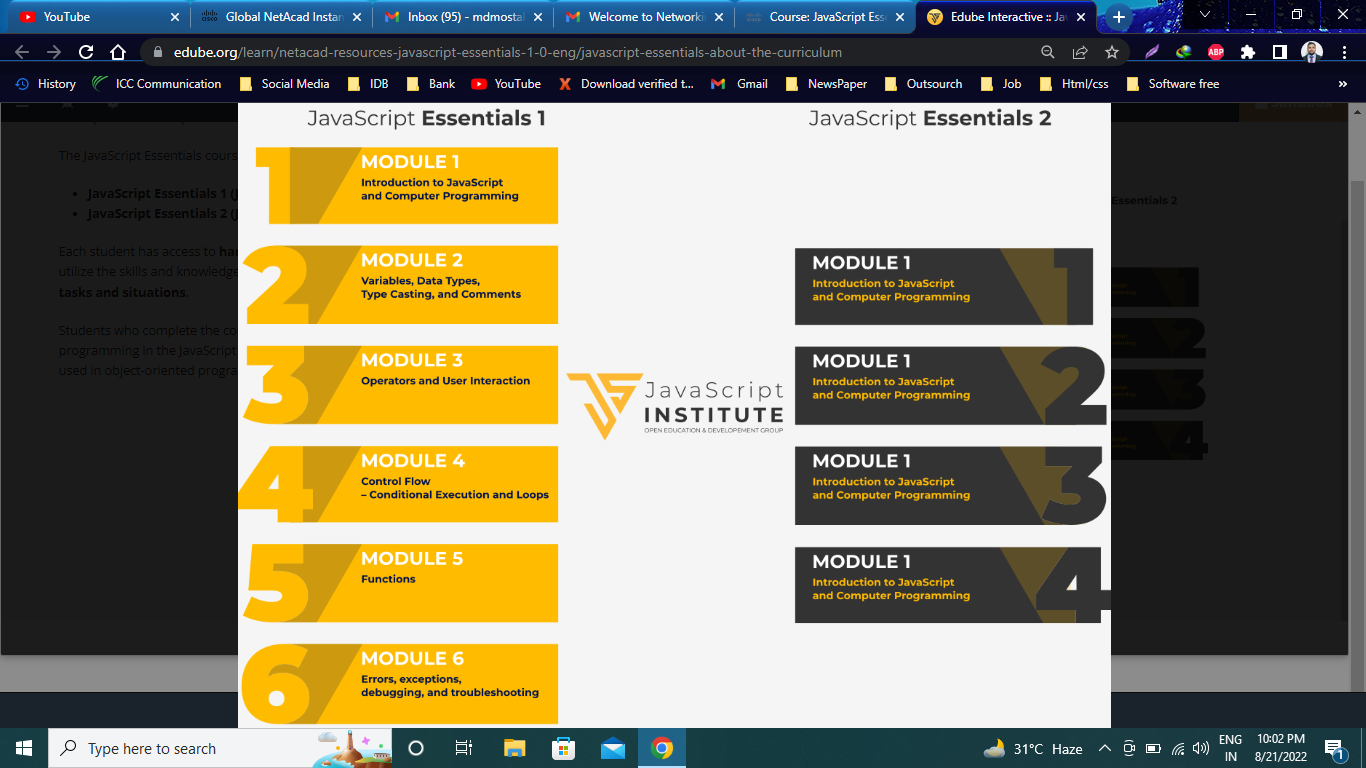 YouTube
Global NetAcad Instan
Inbox (95) - mdmostal
Welcome to Networki
Course: JavaScript Ess
Edube Interactive :: Ja
edube.org/learn/netacad-resources-javascript-essentials-1-0-eng/javascript-essentials-about-the-curriculum
History
ICC Communication
Social Media
IDB
Bank
YouTube
Download verified t...
Gmail
NewsPaper
Outsourch
Job
Html/css
Software free
»
The JavaScript Essentials cours
JavaScript Essentials 1 (J
JavaScript Essentials 2 (J
Each student has access to han
utilize the skills and knowledge
tasks and situations.
Students who complete the co
programming in the JavaScript
used in object-oriented progra
JavaScript Essentials 1
1
MODULE 1
Introduction to JavaScript
and Computer Programming
2
MODULE 2
Variables, Data Types,
Type Casting, and Comments
3
MODULE 3
Operators and User Interaction
4
MODULE 4
Control Flow
– Conditional Execution and Loops
5
MODULE 5
Functions
6
MODULE 6
Errors, exceptions,
debugging, and troubleshooting
JavaScript
INSTITUTE
OPEN EDUCATION & DEVELOPEMENT GROUP
JavaScript Essentials 2
MODULE 1
Introduction to JavaScript
and Computer Programming
1
MODULE 1
Introduction to JavaScript
and Computer Programming
2
MODULE 1
Introduction to JavaScript
and Computer Programming
3
MODULE 1
Introduction to JavaScript
and Computer Programming
4
Essentials 2
1
2
3
4
Type here to search
31°C Haze
ENG
IN
10:02 PM
8/21/2022
1